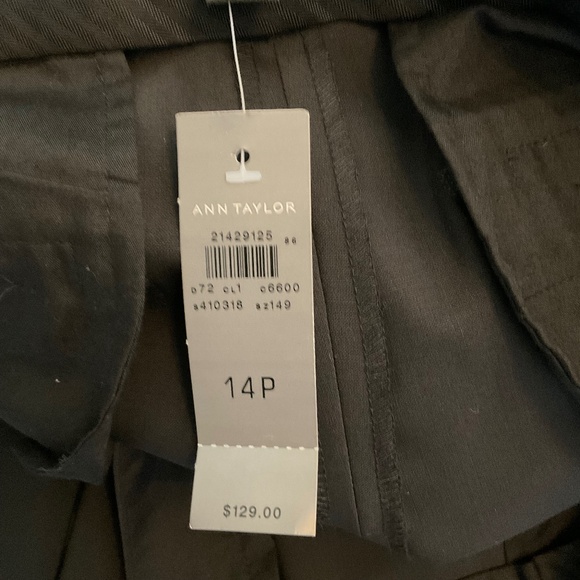 ANN TAYLOR
21429125 86
D72 CL1 C6600
S410318 SZ149
14P
$129.00